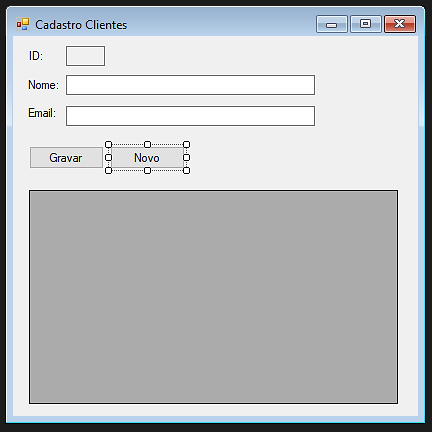 Cadastro Clientes
ID:
Nome:
Email:
Gravar Novo